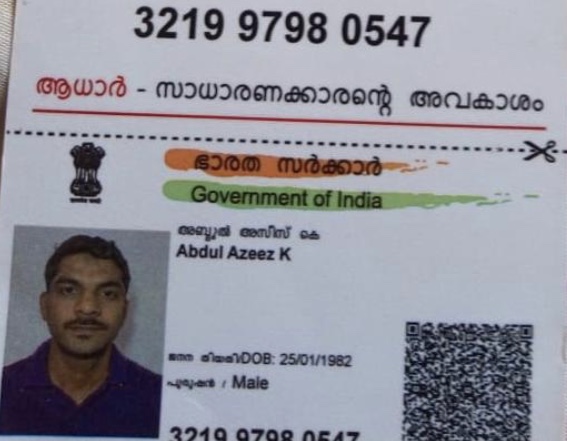 3219 9798 0547
ആധാർ - സാധാരണക്കാരന്റെ അവകാശം
ഭാരത സർക്കാർ
Government of India
അബ്ദുൽ അസീസ് കെ
Abdul Azeez K
ജനന തിയതി/DOB: 25/01/1982
പുരുഷൻ / Male
3219 9798 0547